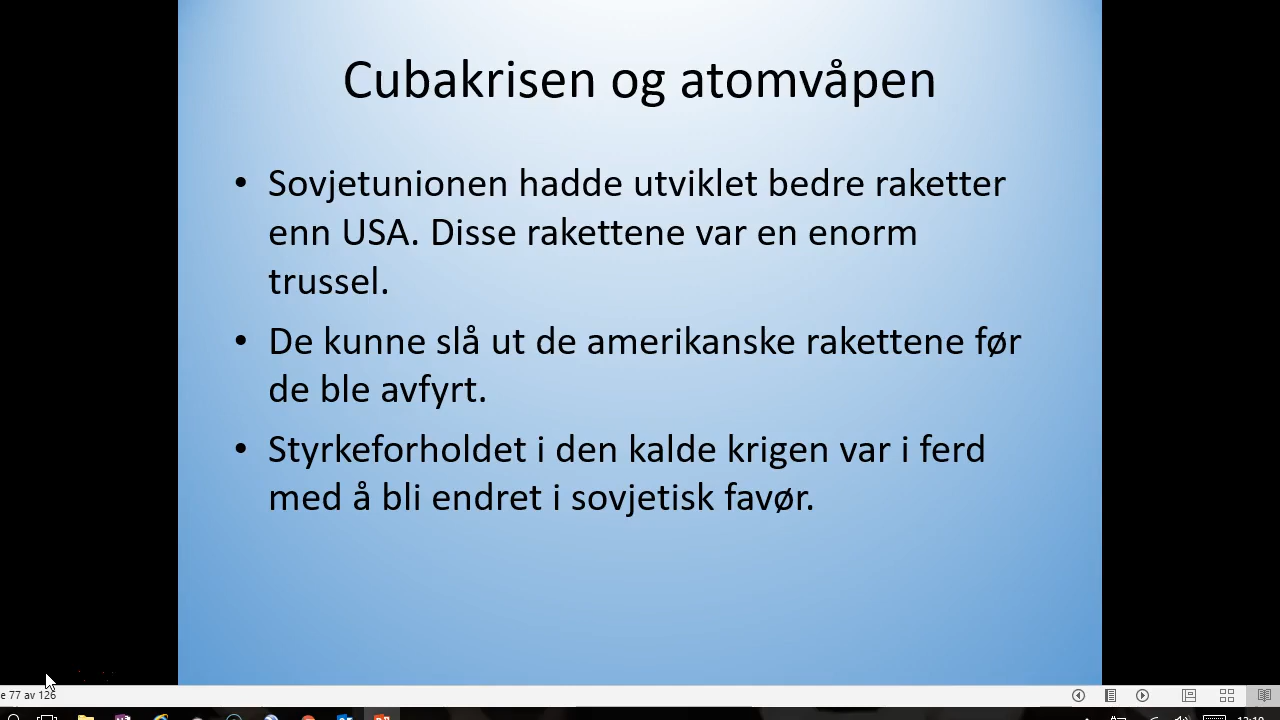 Cubakrisen og atomvåpen
• Sovjetunionen hadde utviklet bedre raketter
enn USA. Disse rakettene var en enorm
trussel.
• De kunne slå ut de amerikanske rakettene før
de ble avfyrt.
• Styrkeforholdet i den kalde krigen var i ferd
med å bli endret i sovjetisk favør.
e 77 av 126